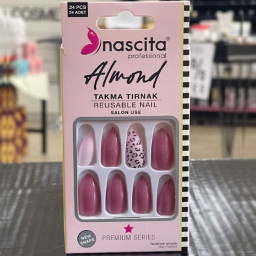 24 PCS
24 ADET
nascita
professional
Almond
TAKMA TIRNAK
REUSABLE NAIL
SALON USE
NEW
SHAPE
PREMIUM SERIES